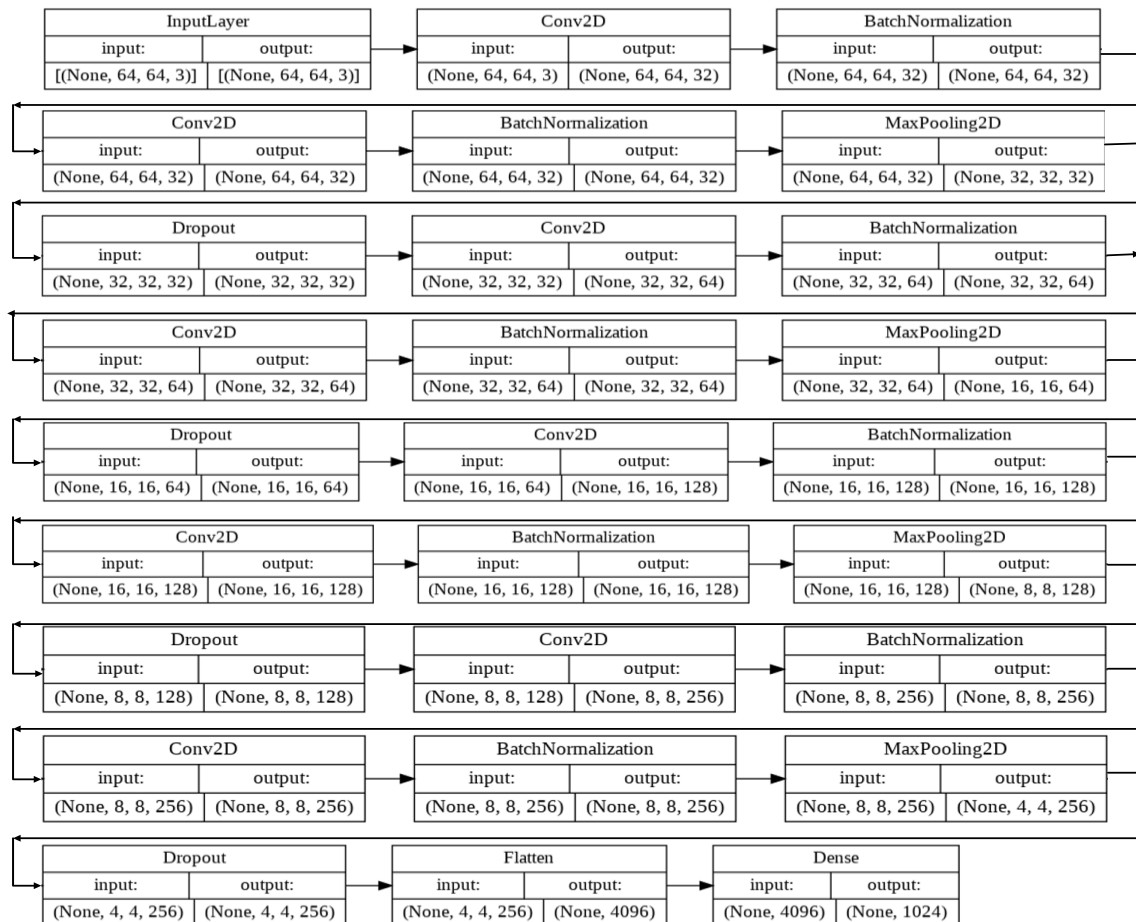 InputLayer Conv2D BatchNormalization
input: output: input: output: input: output:
[(None, 64, 64, 3)] [(None, 64, 64, 3)] (None, 64, 64, 3) (None, 64, 64, 32) (None, 64, 64, 32) (None, 64, 64, 32)
Conv2D BatchNormalization MaxPooling2D
input: output: input: output: input: output:
(None, 64, 64, 32) (None, 64, 64, 32) (None, 64, 64, 32) (None, 64, 64, 32) (None, 64, 64, 32) (None, 32, 32, 32)
Dropout Conv2D BatchNormalization
input: output: input: output: input: output:
(None, 32, 32, 32) (None, 32, 32, 32) (None, 32, 32, 32) (None, 32, 32, 64) (None, 32, 32, 64) (None, 32, 32, 64)
Conv2D BatchNormalization MaxPooling2D
input: output: input: output: input: output:
(None, 32, 32, 64) (None, 32, 32, 64) (None, 32, 32, 64) (None, 32, 32, 64) (None, 32, 32, 64) (None, 16, 16, 64)
Dropout Conv2D BatchNormalization
input: output: input: output: input: output:
(None, 16, 16, 64) (None, 16, 16, 64) (None, 16, 16, 64) (None, 16, 16, 128) (None, 16, 16, 128) (None, 16, 16, 128)
Conv2D BatchNormalization MaxPooling2D
input: output: input: output: input: output:
(None, 16, 16, 128) (None, 16, 16, 128) (None, 16, 16, 128) (None, 16, 16, 128) (None, 16, 16, 128) (None, 8, 8, 128)
Dropout Conv2D BatchNormalization
input: output: input: output: input: output:
(None, 8, 8, 128) (None, 8, 8, 128) (None, 8, 8, 128) (None, 8, 8, 256) (None, 8, 8, 256) (None, 8, 8, 256)
Conv2D BatchNormalization MaxPooling2D
input: output: input: output: input: output:
(None, 8, 8, 256) (None, 8, 8, 256) (None, 8, 8, 256) (None, 8, 8, 256) (None, 8, 8, 256) (None, 4, 4, 256)
Dropout Flatten Dense
input: output: input: output: input: output:
(None, 4, 4, 256) (None, 4, 4, 256) (None, 4, 4, 256) (None, 4096) (None, 4096) (None, 1024)